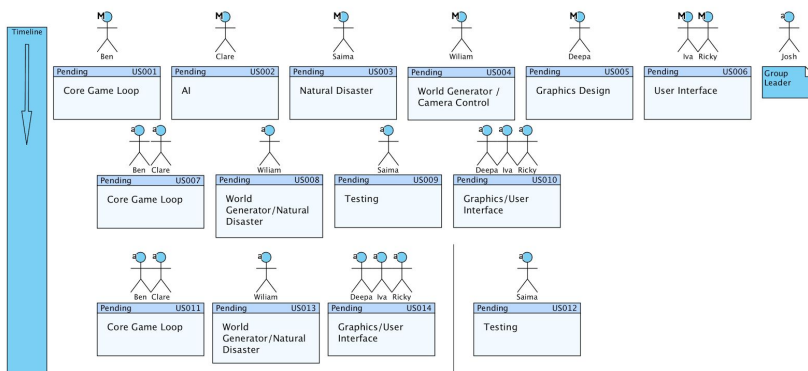 Timeline
M M M M M M M a
Ben Clare Saima Wiliam Deepa Iva Ricky Josh
Pending US001 Pending US002 Pending US003 Pending US004 Pending US005 Pending US006
Core Game Loop AI Natural Disaster World Generator / Graphics Design User Interface Group
Camera Control Leader
a a a a a a a
Ben Clare Wiliam Saima Deepa Iva Ricky
Pending US007 Pending US008 Pending US009 Pending US010
Core Game Loop World Testing Graphics/User
Generator/Natural Interface
Disaster
a a a a a a a
Ben Clare Wiliam Deepa Iva Ricky Saima
Pending US011 Pending US013 Pending US014 Pending US012
Core Game Loop World Graphics/User Testing
Generator/Natural Interface
Disaster